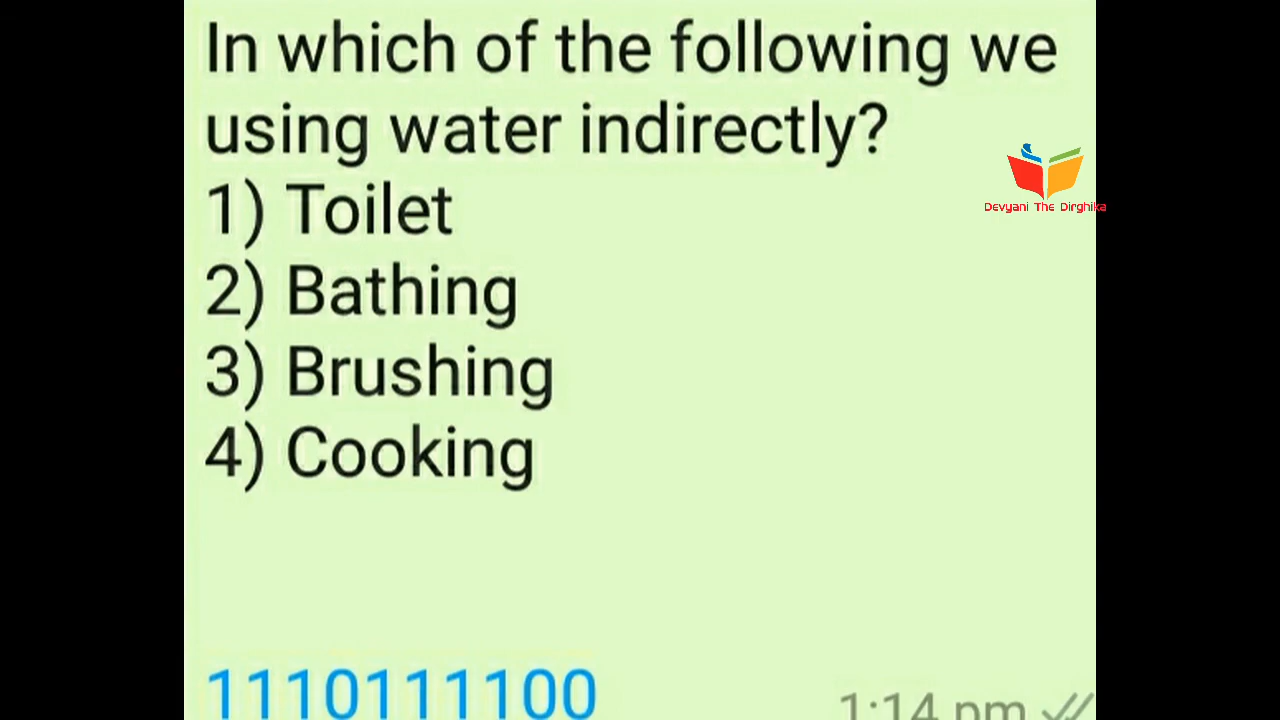 In which of the following we
using water indirectly?
Devyani The Dirghika
1) Toilet
2) Bathing
3) Brushing
4) Cooking
1110111100
1:14 pm